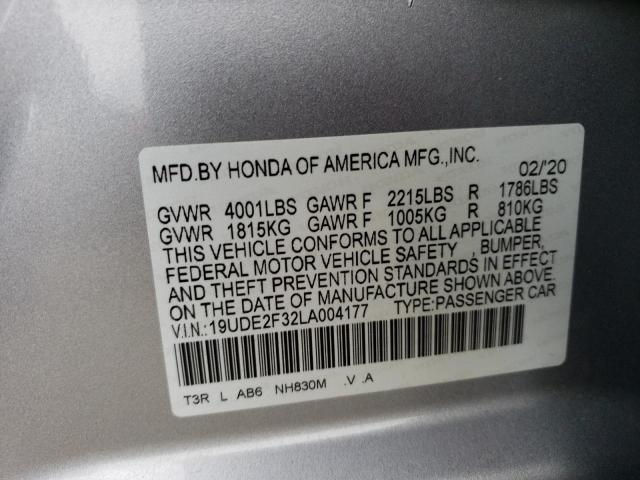 MFD.BY HONDA OF AMERICA MFG.,INC. 02/'20
GVWR 4001LBS GAWR F 2215LBS R 1786LBS
GVWR 1815KG GAWR F 1005KG R 810KG
THIS VEHICLE CONFORMS TO ALL APPLICABLE
FEDERAL MOTOR VEHICLE SAFETY , BUMPER,
AND THEFT PREVENTION STANDARDS IN EFFECT
ON THE DATE OF MANUFACTURE SHOWN ABOVE.
V.I.N.:19UDE2F32LA004177 TYPE:PASSENGER CAR
T3R L AB6 NH830M .V .A